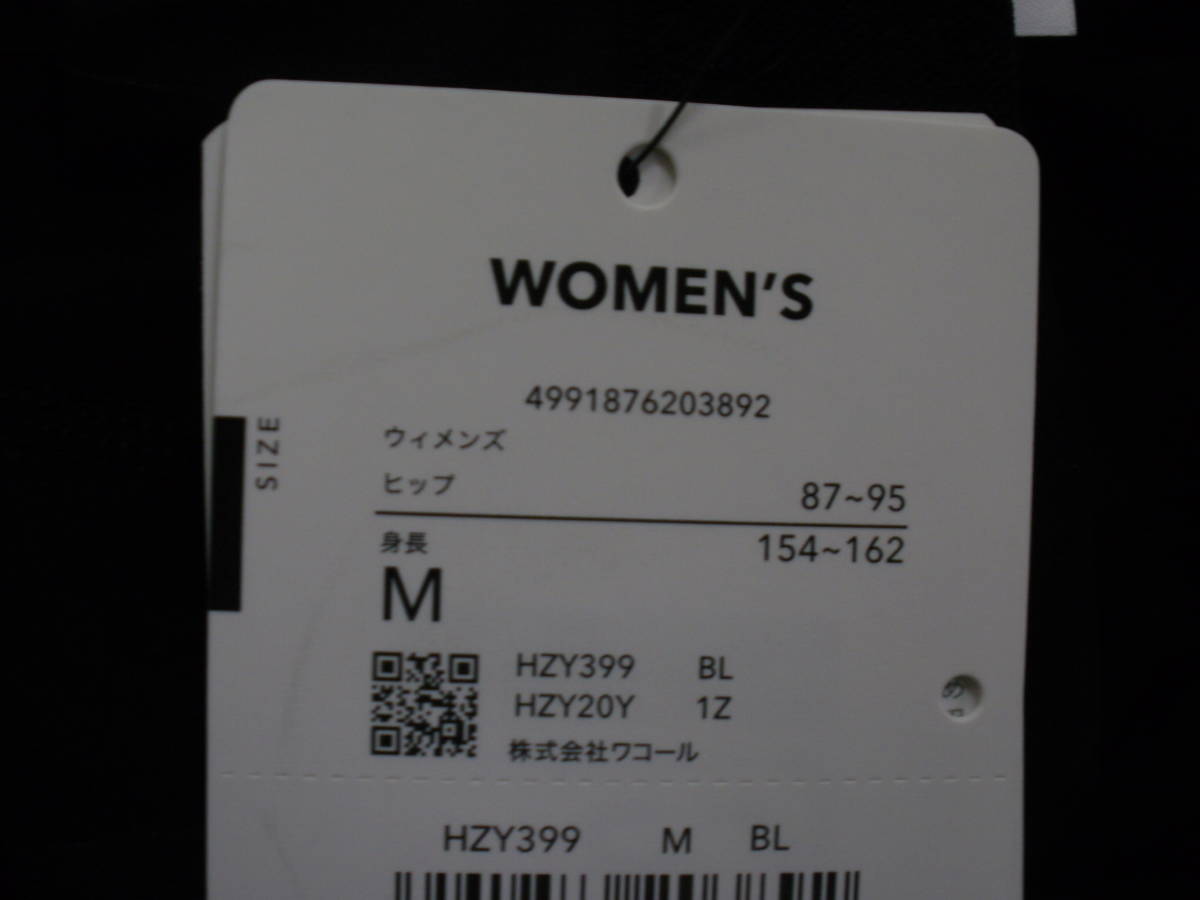 WOMEN'S
4991876203892
SIZE
ウィメンズ
ヒップ 87~95
身長 154~162
M
HZY399 BL
HZY20Y 1Z
株式会社ワコール
HZY399 M BL